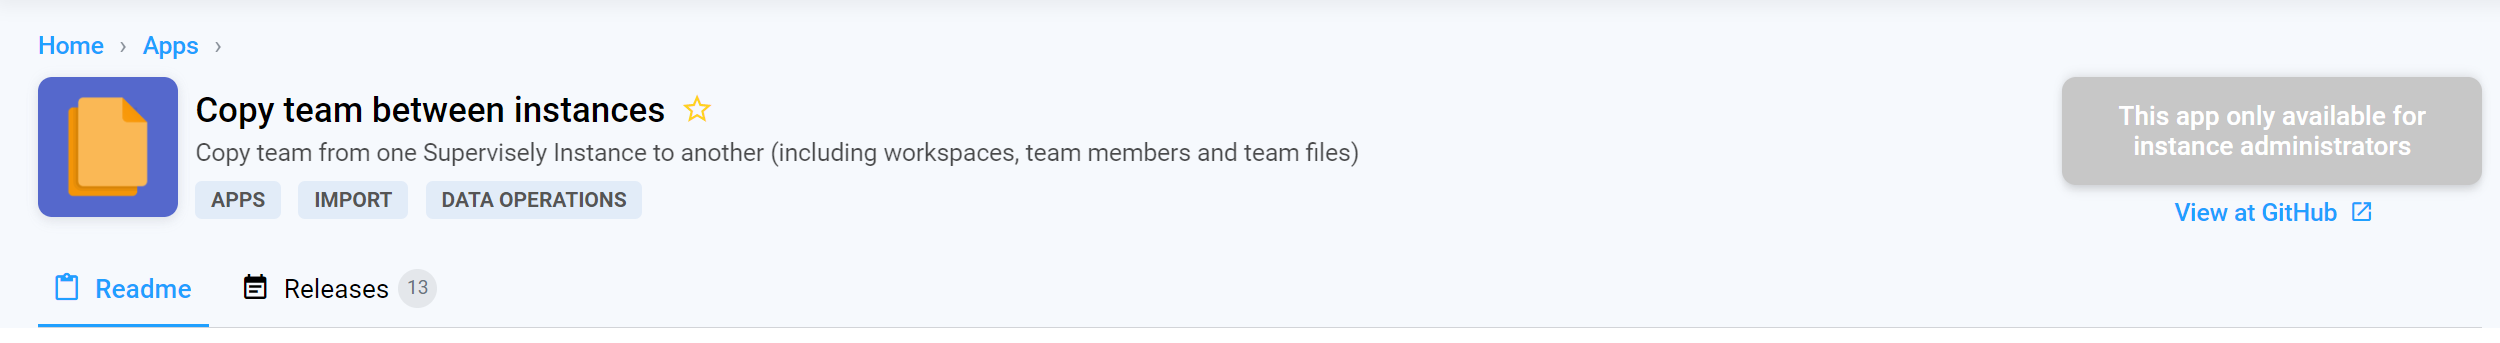 Home › Apps ›
Copy team between instances
Copy team from one Supervisely Instance to another (including workspaces, team members and team files)
APPS IMPORT DATA OPERATIONS
This app only available for
instance administrators
View at GitHub
Readme Releases 13